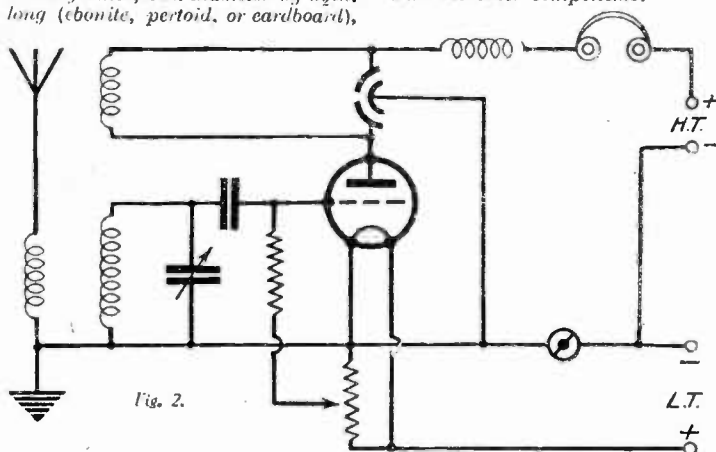 long (ebonite, pertoid, or cardboard),
+
H.T.
−
Fig. 2.
−
L.T.
+